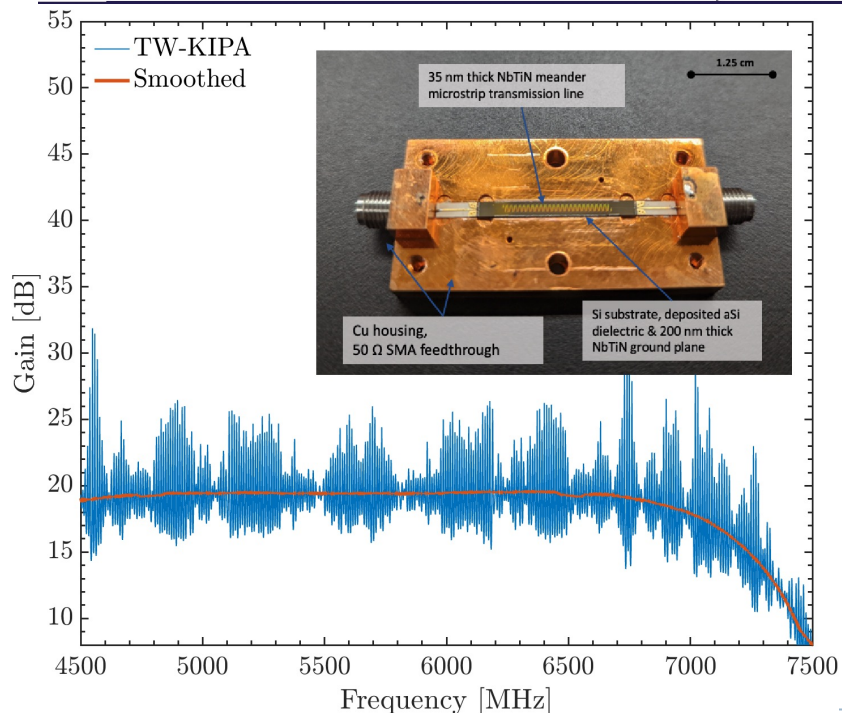 TW-KIPA
Smoothed
35 nm thick NbTiN meander
microstrip transmission line
1.25 cm
Cu housing,
50 Ω SMA feedthrough
Si substrate, deposited aSi
dielectric & 200 nm thick
NbTiN ground plane
Gain [dB]
55
50
45
40
35
30
25
20
15
10
4500 5000 5500 6000 6500 7000 7500
Frequency [MHz]